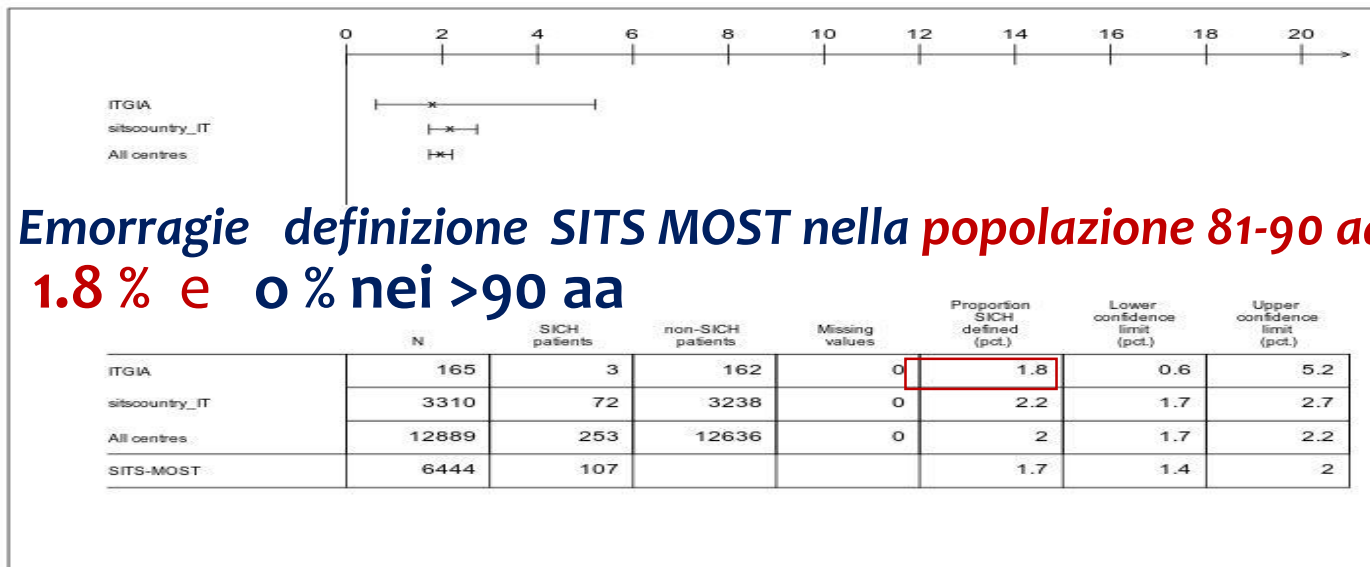 0 2 4 6 8 10 12 14 16 18 20
ITGIA
sitscountry_IT
All centres
Emorragie definizione SITS MOST nella popolazione 81-90 a
1.8 % e 0 % nei >90 aa
N SICH patients non-SICH patients Missing values Proportion SICH defined (pct.) Lower confidence limit (pct.) Upper confidence limit (pct.)
ITGIA 165 3 162 0 1.8 0.6 5.2
sitscountry_IT 3310 72 3238 0 2.2 1.7 2.7
All centres 12889 253 12636 0 2 1.7 2.2
SITS-MOST 6444 107 1.7 1.4 2